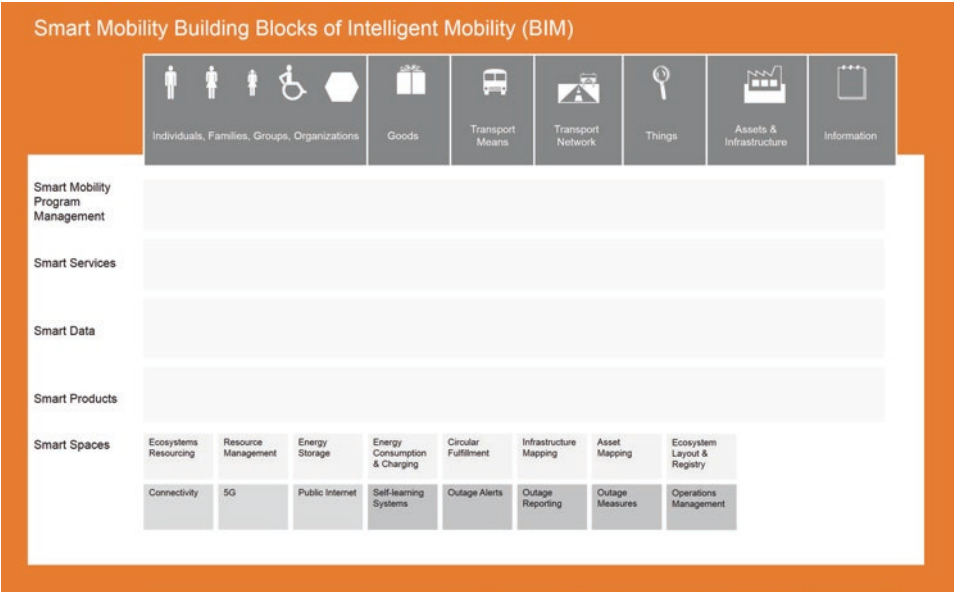 Smart Mobility Building Blocks of Intelligent Mobility (BIM)
Individuals, Families, Groups, Organizations
Goods
Transport
Means
Transport
Network
Things
Assets &
Infrastructure
Information
Smart Mobility
Program
Management
Smart Services
Smart Data
Smart Products
Smart Spaces
Ecosystems
Resourcing
Resource
Management
Energy
Storage
Energy
Consumption
& Charging
Circular
Fulfillment
Infrastructure
Mapping
Asset
Mapping
Ecosystem
Layout &
Registry
Connectivity
5G
Public Internet
Self-learning
Systems
Outage Alerts
Outage
Reporting
Outage
Measures
Operations
Management